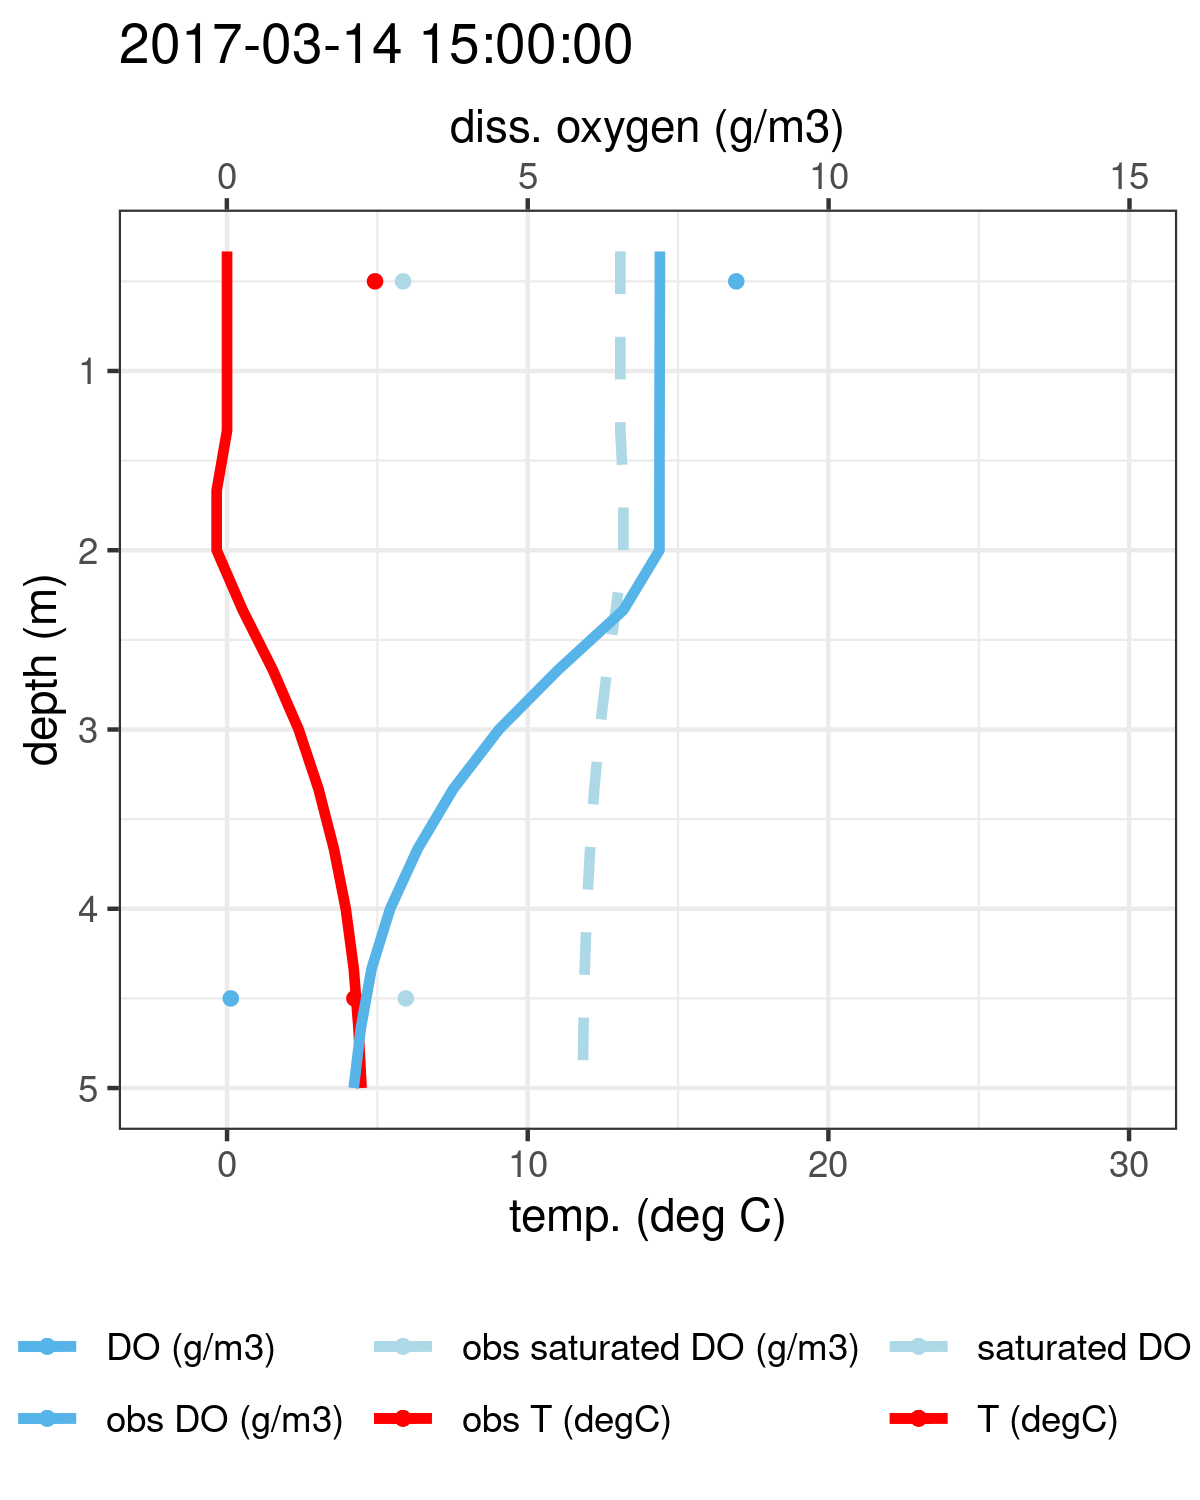 2017-03-14 15:00:00
diss. oxygen (g/m3)
0 5 10 15
1
2
3
4
5
depth (m)
0 10 20 30
temp. (deg C)
DO (g/m3) obs saturated DO (g/m3) saturated DO
obs DO (g/m3) obs T (degC) T (degC)